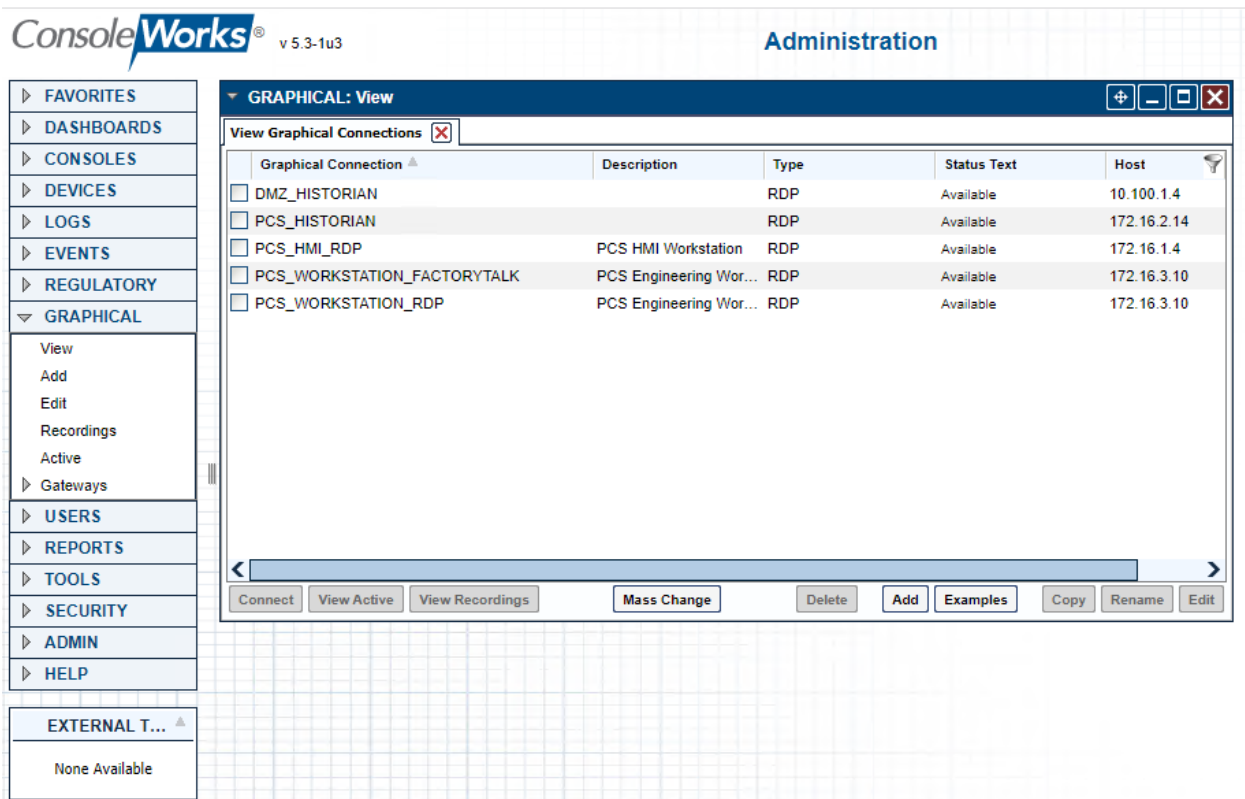 ConsoleWorks® v 5.3-1u3
Administration
FAVORITES
DASHBOARDS
CONSOLES
DEVICES
LOGS
EVENTS
REGULATORY
GRAPHICAL
View
Add
Edit
Recordings
Active
Gateways
USERS
REPORTS
TOOLS
SECURITY
ADMIN
HELP
EXTERNAL T...
None Available
GRAPHICAL: View
View Graphical Connections
Graphical Connection Description Type Status Text Host
DMZ_HISTORIAN RDP Available 10.100.1.4
PCS_HISTORIAN RDP Available 172.16.2.14
PCS_HMI_RDP PCS HMI Workstation RDP Available 172.16.1.4
PCS_WORKSTATION_FACTORYTALK PCS Engineering Wor... RDP Available 172.16.3.10
PCS_WORKSTATION_RDP PCS Engineering Wor... RDP Available 172.16.3.10
Connect View Active View Recordings Mass Change Delete Add Examples Copy Rename Edit